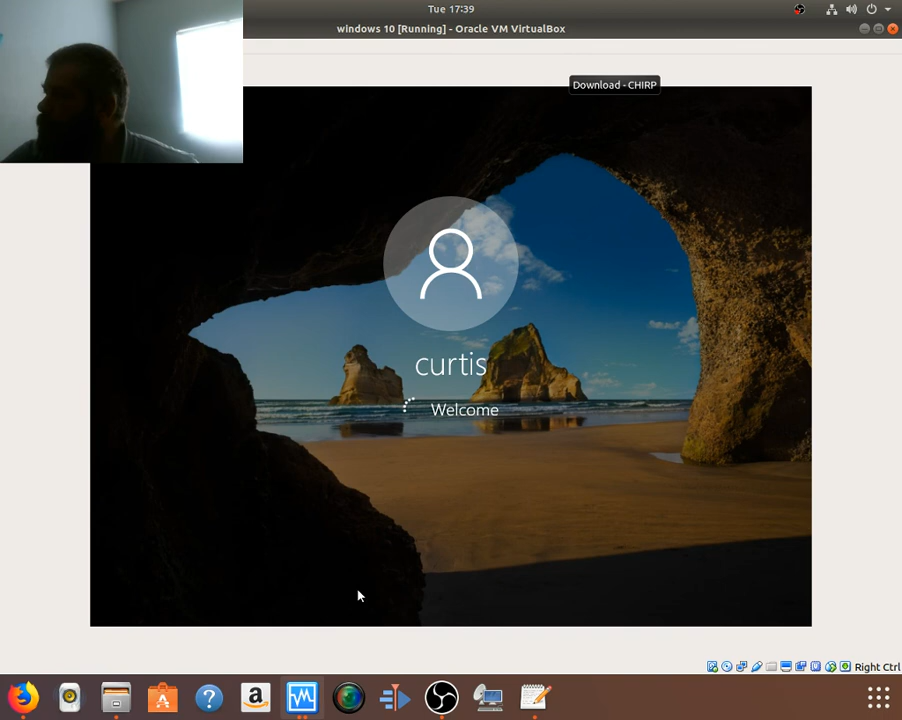 Tue 17:39
windows 10 [Running] - Oracle VM VirtualBox
Download - CHIRP
curtis
Welcome
Right Ctrl